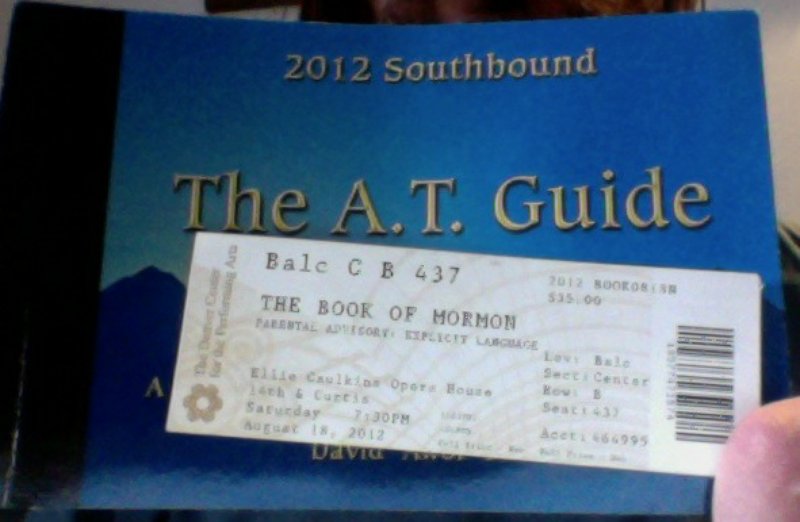 2012 Southbound
The A.T. Guide
A
David
The Denver Center
for the Performing Arts
Balc C B 437
THE BOOK OF MORMON
PARENTAL ADVISORY: EXPLICIT LANGUAGE
Ellie Caulkins Opera House
14th & Curtis
Saturday 7:30PM
August 18, 2012
2012 BOOK0818N
$35.00
Lev: Balc
Sect:Center
Row: B
Seat:437
Acct:464995